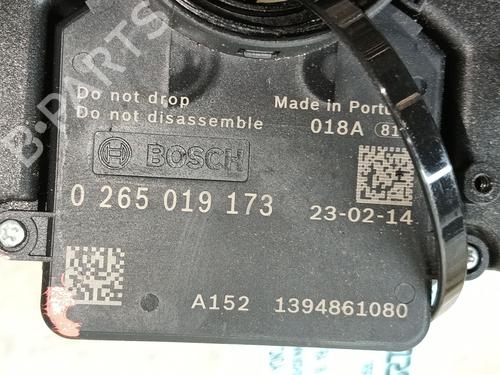 B-PARTS
Do not drop
Do not disassemble
Made in
018A
BOSCH
0 265 019 173
23-02-14
A152 1394861080